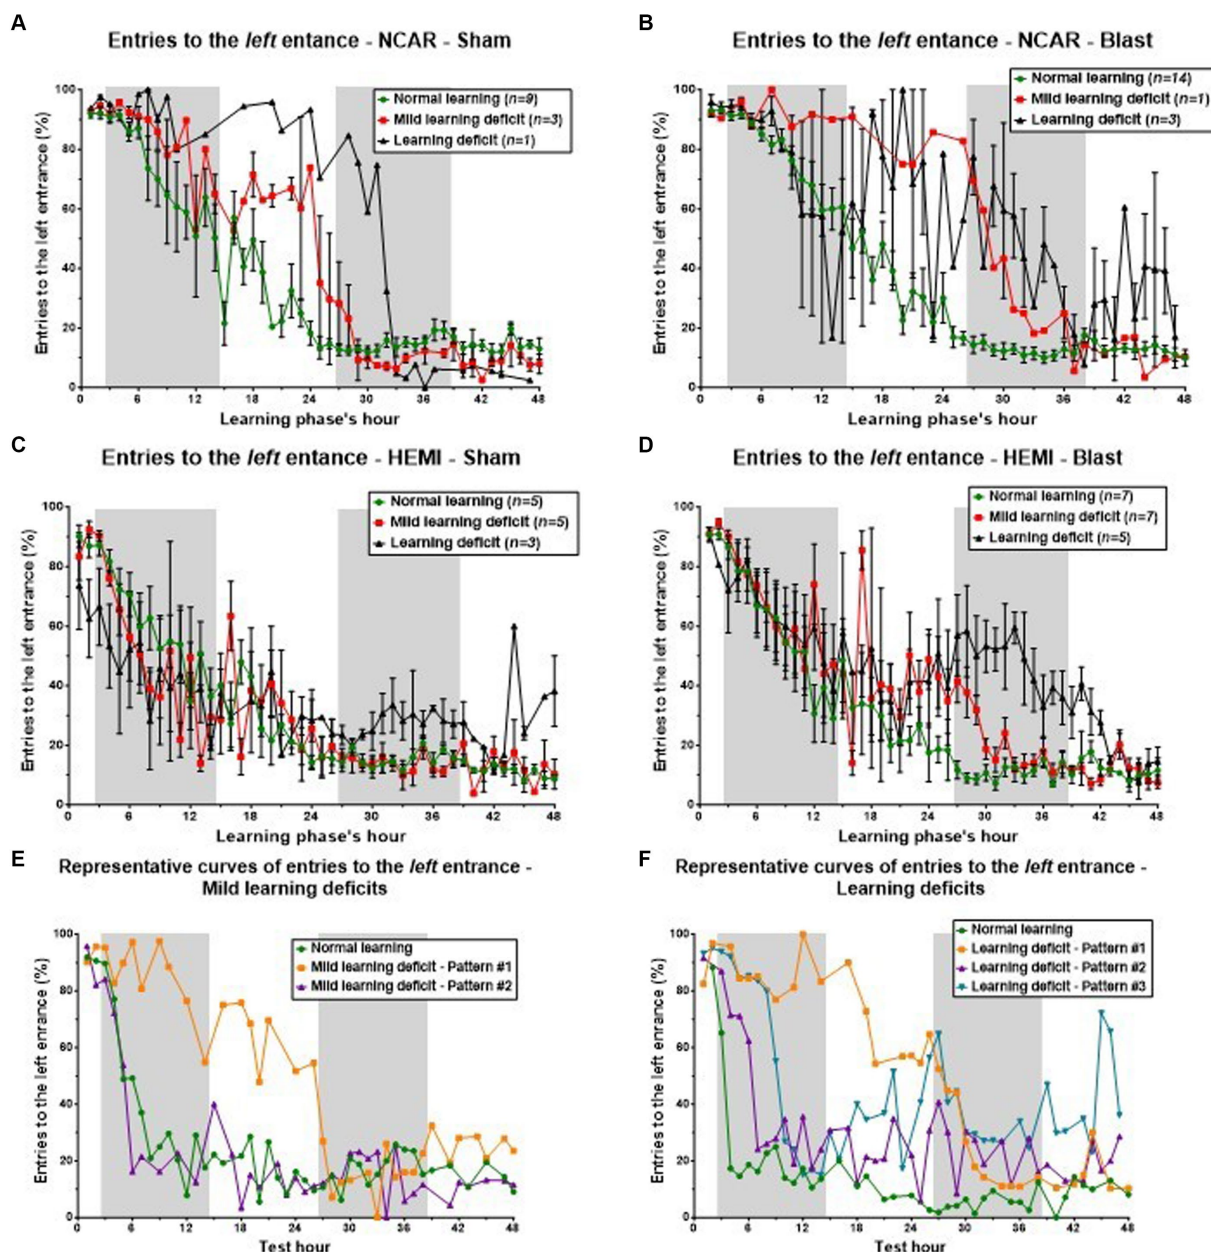 A
Entries to the left entance - NCAR - Sham
Entries to the left entrance (%)
100
80
60
40
20
0
Normal learning (n=9)
Mild learning deficit (n=3)
Learning deficit (n=1)
0 6 12 18 24 30 36 42 48
Learning phase's hour
B
Entries to the left entance - NCAR - Blast
Entries to the left entrance (%)
100
80
60
40
20
0
Normal learning (n=14)
Mild learning deficit (n=1)
Learning deficit (n=3)
0 6 12 18 24 30 36 42 48
Learning phase's hour
C
Entries to the left entance - HEMI - Sham
Entries to the left entrance (%)
100
80
60
40
20
0
Normal learning (n=5)
Mild learning deficit (n=5)
Learning deficit (n=3)
0 6 12 18 24 30 36 42 48
Learning phase's hour
D
Entries to the left entance - HEMI - Blast
Entries to the left entrance (%)
100
80
60
40
20
0
Normal learning (n=7)
Mild learning deficit (n=7)
Learning deficit (n=5)
0 6 12 18 24 30 36 42 48
Learning phase's hour
E
Representative curves of entries to the left entrance -
Mild learning deficits
Entries to the left enrance (%)
100
80
60
40
20
0
Normal learning
Mild learning deficit - Pattern #1
Mild learning deficit - Pattern #2
0 6 12 18 24 30 36 42 48
Test hour
F
Representative curves of entries to the left entrance -
Learning deficits
Entries to the left enrance (%)
100
80
60
40
20
0
Normal learning
Learning deficit - Pattern #1
Learning deficit - Pattern #2
Learning deficit - Pattern #3
0 6 12 18 24 30 36 42 48
Test hour